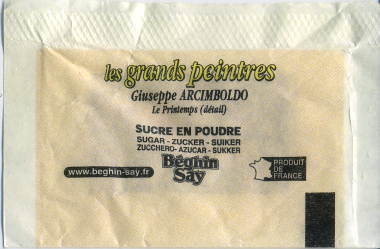 les grands peintres
Giuseppe ARCIMBOLDO
Le Printemps (détail)
SUCRE EN POUDRE
SUGAR - ZUCKER - SUIKER
ZUCCHERO - AZUCAR - SUKKER
Béghin
Say
www.beghin-say.fr
PRODUIT
DE
FRANCE